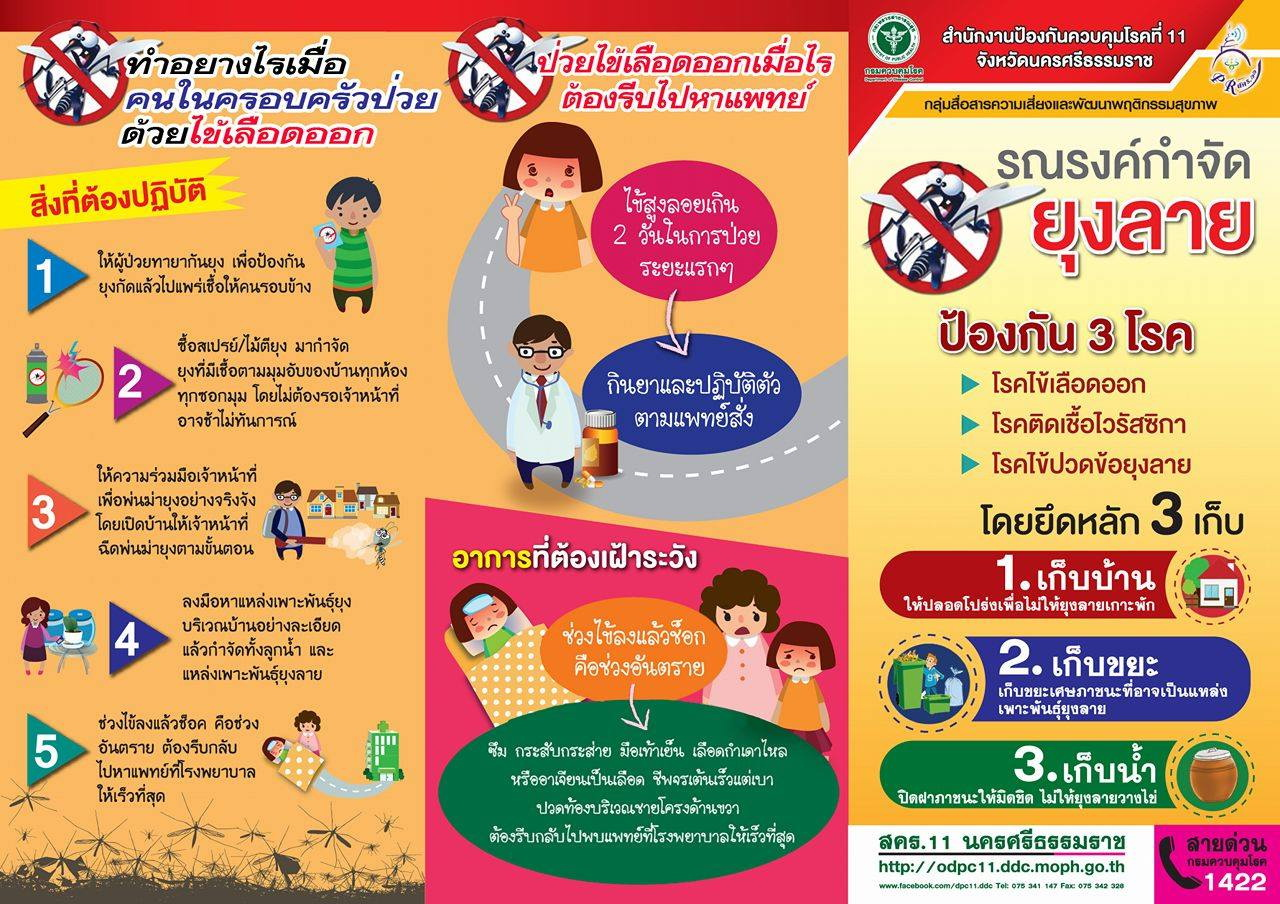 ทำอย่างไรเมื่อ
คนในครอบครัวป่วย
ด้วยไข้เลือดออก
สิ่งที่ต้องปฏิบัติ
1
ให้ผู้ป่วยทายากันยุง เพื่อป้องกัน
ยุงกัดแล้วไปแพร่เชื้อให้คนรอบข้าง
2
ซื้อสเปรย์/ไม้ตียุง มากำจัด
ยุงที่มีเชื้อตามมุมอับของบ้านทุกห้อง
ทุกซอกมุม โดยไม่ต้องรอเจ้าหน้าที่
อาจช้าไม่ทันการณ์
3
ให้ความร่วมมือเจ้าหน้าที่
เพื่อพ่นฆ่ายุงอย่างจริงจัง
โดยเปิดบ้านให้เจ้าหน้าที่
ฉีดพ่นฆ่ายุงตามขั้นตอน
4
ลงมือหาแหล่งเพาะพันธุ์ยุง
บริเวณบ้านอย่างละเอียด
แล้วกำจัดทั้งลูกน้ำ และ
แหล่งเพาะพันธุ์ยุงลาย
5
ช่วงไข้ลงแล้วช็อค คือช่วง
อันตราย ต้องรีบกลับ
ไปหาแพทย์ที่โรงพยาบาล
ให้เร็วที่สุด
ป่วยไข้เลือดออกเมื่อไร
ต้องรีบไปหาแพทย์
ไข้สูงลอยเกิน
2 วันในการป่วย
ระยะแรกๆ
กินยาและปฏิบัติตัว
ตามแพทย์สั่ง
อาการที่ต้องเฝ้าระวัง
ช่วงไข้ลงแล้วช็อก
คือช่วงอันตราย
ซึม กระสับกระส่าย มือเท้าเย็น เลือดกำเดาไหล
หรืออาเจียนเป็นเลือด ชีพจรเต้นเร็วแต่เบา
ปวดท้องบริเวณชายโครงด้านขวา
ต้องรีบกลับไปพบแพทย์ที่โรงพยาบาลให้เร็วที่สุด
กรมควบคุมโรค
Department of Disease Control
สำนักงานป้องกันควบคุมโรคที่ 11
จังหวัดนครศรีธรรมราช
กลุ่มสื่อสารความเสี่ยงและพัฒนาพฤติกรรมสุขภาพ
รณรงค์กำจัด
ยุงลาย
ป้องกัน 3 โรค
โรคไข้เลือดออก
โรคติดเชื้อไวรัสซิกา
โรคไข้ปวดข้อยุงลาย
โดยยึดหลัก 3 เก็บ
1. เก็บบ้าน
ให้ปลอดโปร่งเพื่อไม่ให้ยุงลายเกาะพัก
2. เก็บขยะ
เก็บขยะเศษภาชนะที่อาจเป็นแหล่ง
เพาะพันธุ์ยุงลาย
3. เก็บน้ำ
ปิดฝาภาชนะให้มิดชิด ไม่ให้ยุงลายวางไข่
สคร.11 นครศรีธรรมราช
http://odpc11.ddc.moph.go.th
www.facebook.com/dpc11.ddc Tel: 075 341 147 Fax: 075 342 328
สายด่วน
กรมควบคุมโรค
1422